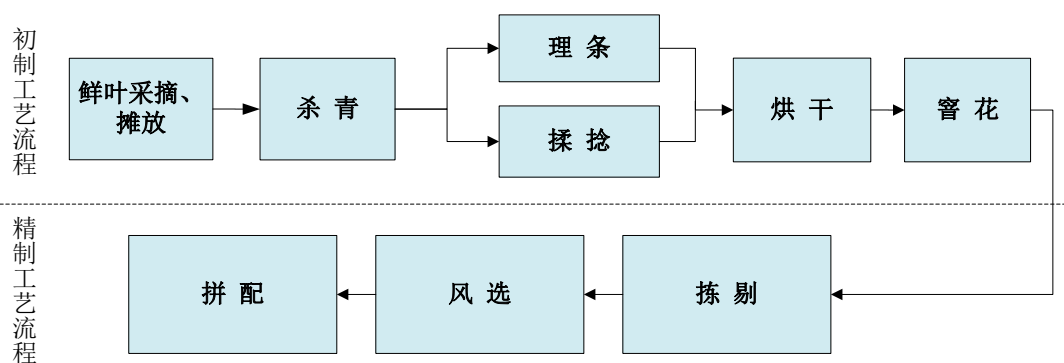 初制工艺流程
鲜叶采摘、
摊放
杀 青
理 条
揉 捻
烘 干
窨 花
精制工艺流程
拣 剔
风 选
拼 配